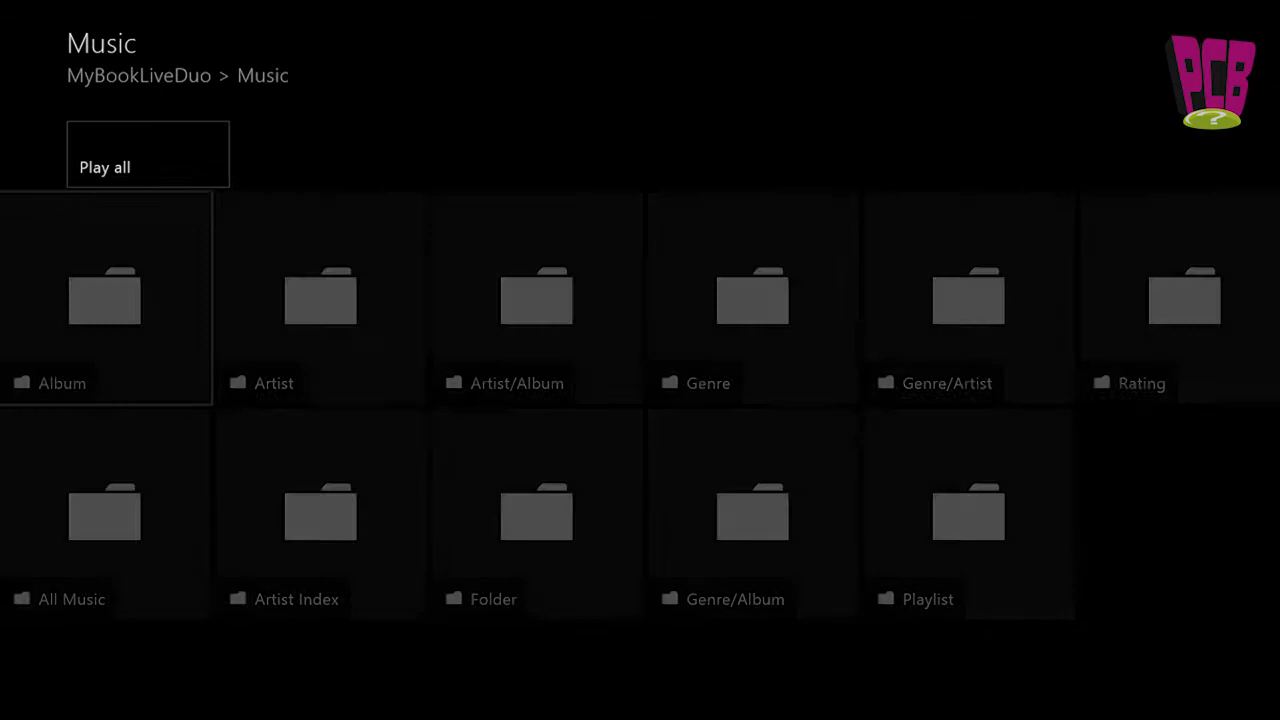 Music
MyBookLiveDuo > Music
PCB
?
Play all
Album
Artist
Artist/Album
Genre
Genre/Artist
Rating
All Music
Artist Index
Folder
Genre/Album
Playlist